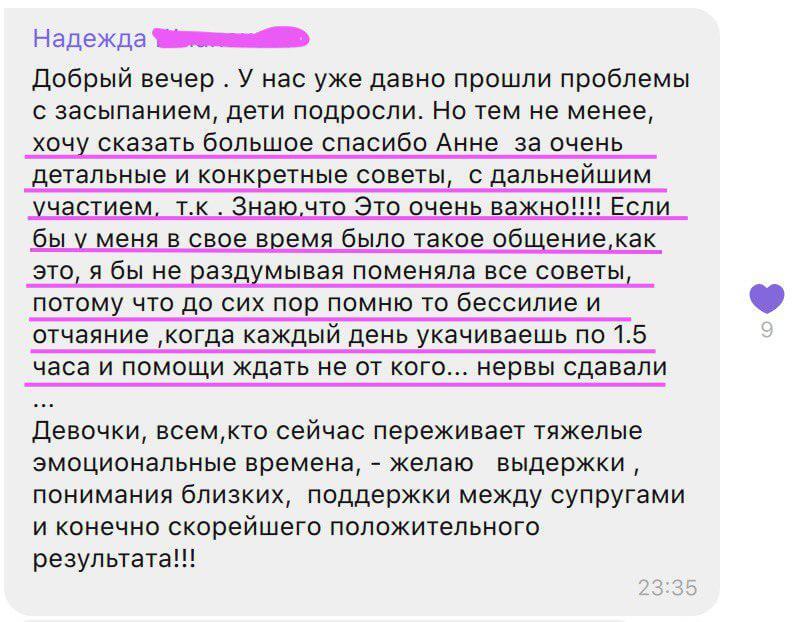 Надежда
Добрый вечер . У нас уже давно прошли проблемы
с засыпанием, дети подросли. Но тем не менее,
хочу сказать большое спасибо Анне за очень
детальные и конкретные советы, с дальнейшим
участием, т.к . Знаю,что Это очень важно!!!! Если
бы у меня в свое время было такое общение,как
это, я бы не раздумывая поменяла все советы,
потому что до сих пор помню то бессилие и
отчаяние ,когда каждый день укачиваешь по 1.5
часа и помощи ждать не от кого... нервы сдавали
...
Девочки, всем,кто сейчас переживает тяжелые
эмоциональные времена, - желаю выдержки ,
понимания близких, поддержки между супругами
и конечно скорейшего положительного
результата!!!
23:35
9